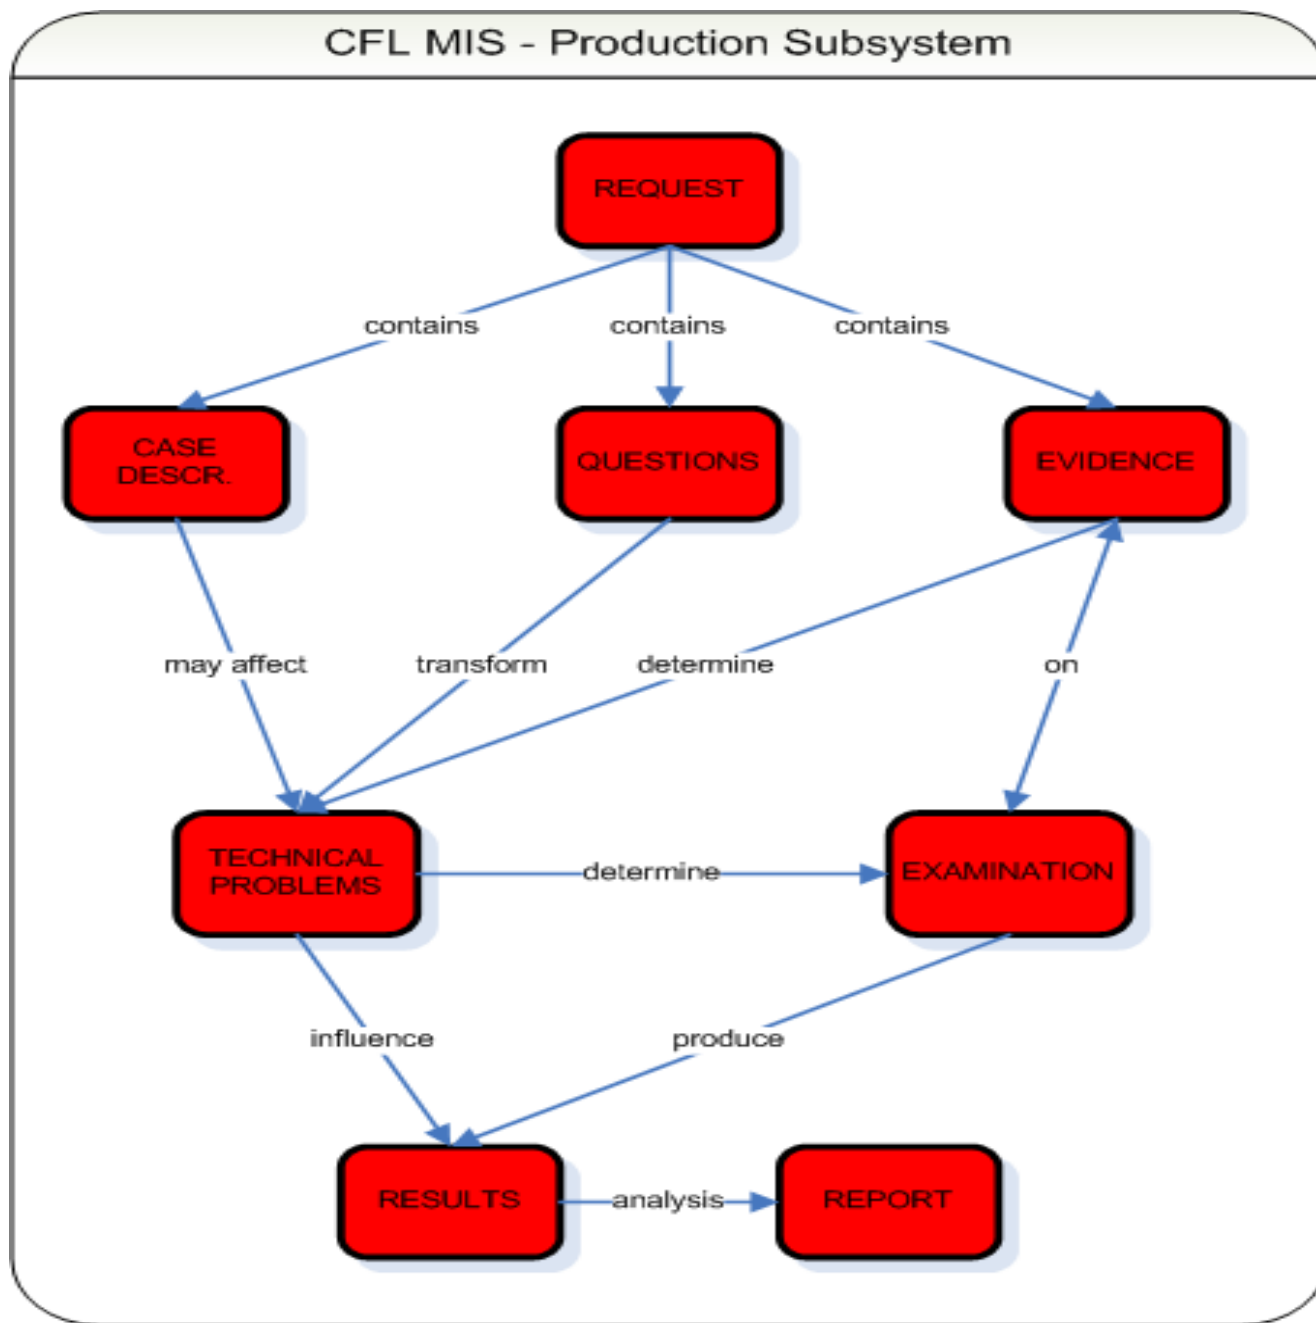 CFL MIS - Production Subsystem
REQUEST
contains
contains
contains
CASE
DESCR.
QUESTIONS
EVIDENCE
may affect
transform
determine
on
TECHNICAL
PROBLEMS
determine
EXAMINATION
influence
produce
RESULTS
analysis
REPORT